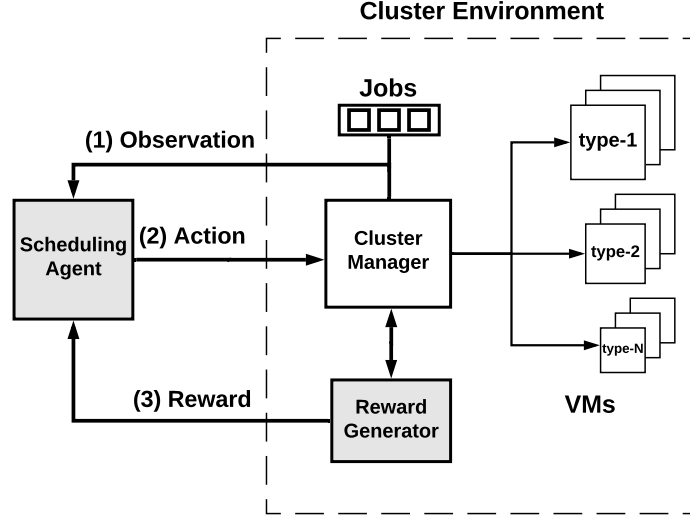 Cluster Environment
Jobs
(1) Observation
type-1
Scheduling
Agent
(2) Action
Cluster
Manager
type-2
type-N
(3) Reward
Reward
Generator
VMs